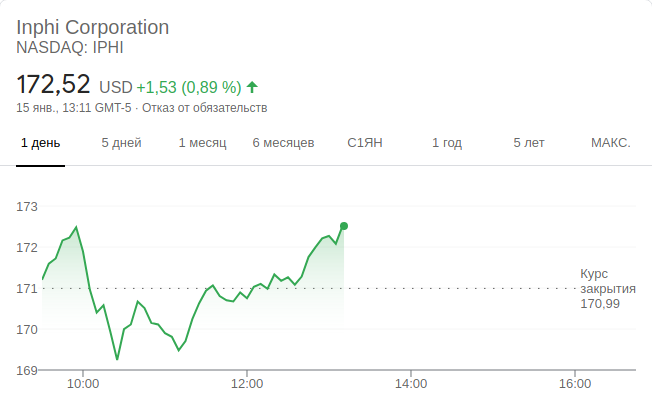 Inphi Corporation
NASDAQ: IPHI
172,52 USD +1,53 (0,89 %)
15 янв., 13:11 GMT-5 · Отказ от обязательств
1 день 5 дней 1 месяц 6 месяцев С1ЯН 1 год 5 лет МАКС.
173
172
171
170
169
Курс
закрытия
170,99
10:00 12:00 14:00 16:00